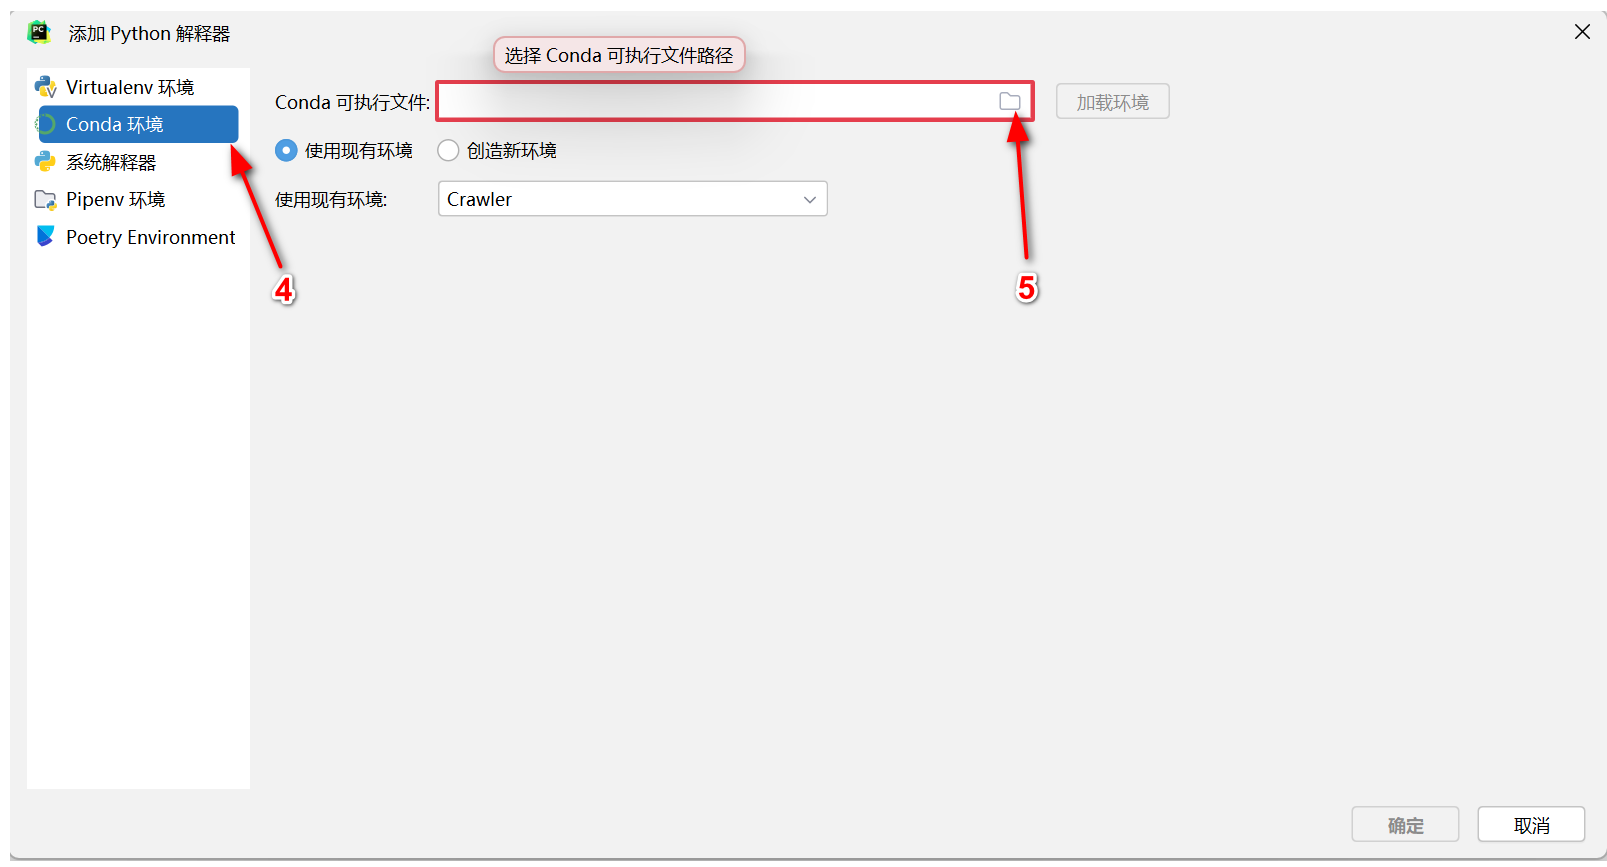 PC
添加 Python 解释器
选择 Conda 可执行文件路径
Virtualenv 环境
Conda 环境
系统解释器
Pipenv 环境
Poetry Environment
Conda 可执行文件:
加载环境
使用现有环境
创造新环境
使用现有环境:
Crawler
4
5
确定
取消